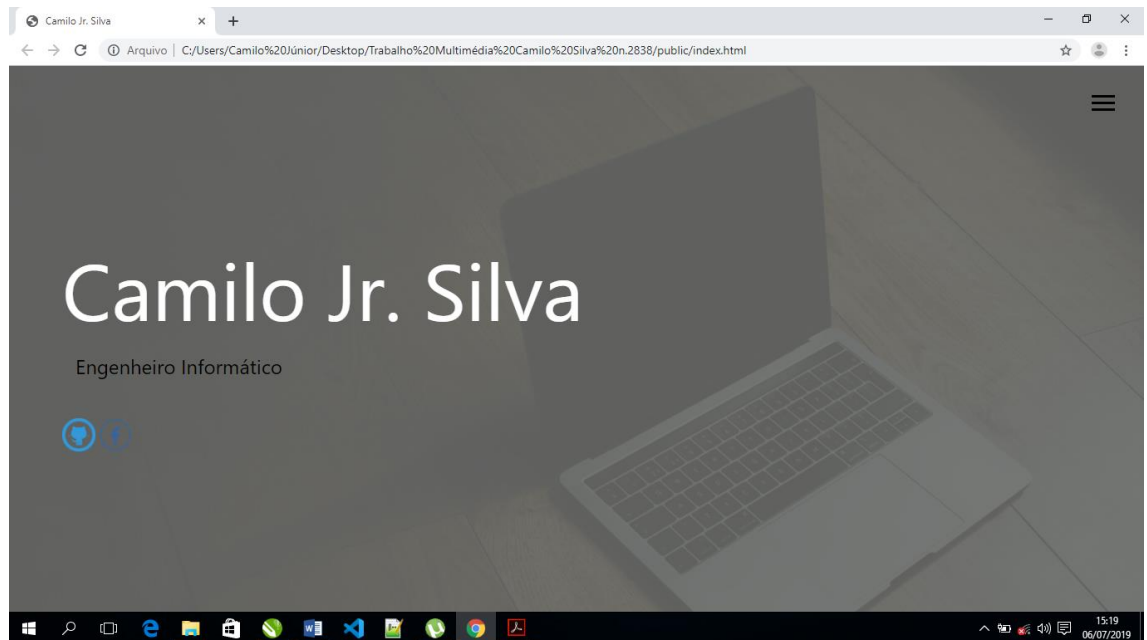 Camilo Jr. Silva
Arquivo | C:/Users/Camilo%20Júnior/Desktop/Trabalho%20Multimédia%20Camilo%20Silva%20n.2838/public/index.html
Camilo Jr. Silva
Engenheiro Informático
15:19
06/07/2019